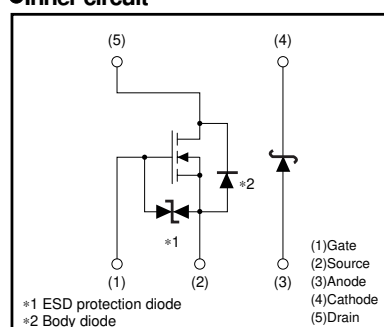 Inner circuit
(5) (4)
*2
*1
(1) (2) (3)
*1 ESD protection diode
*2 Body diode
(1)Gate
(2)Source
(3)Anode
(4)Cathode
(5)Drain